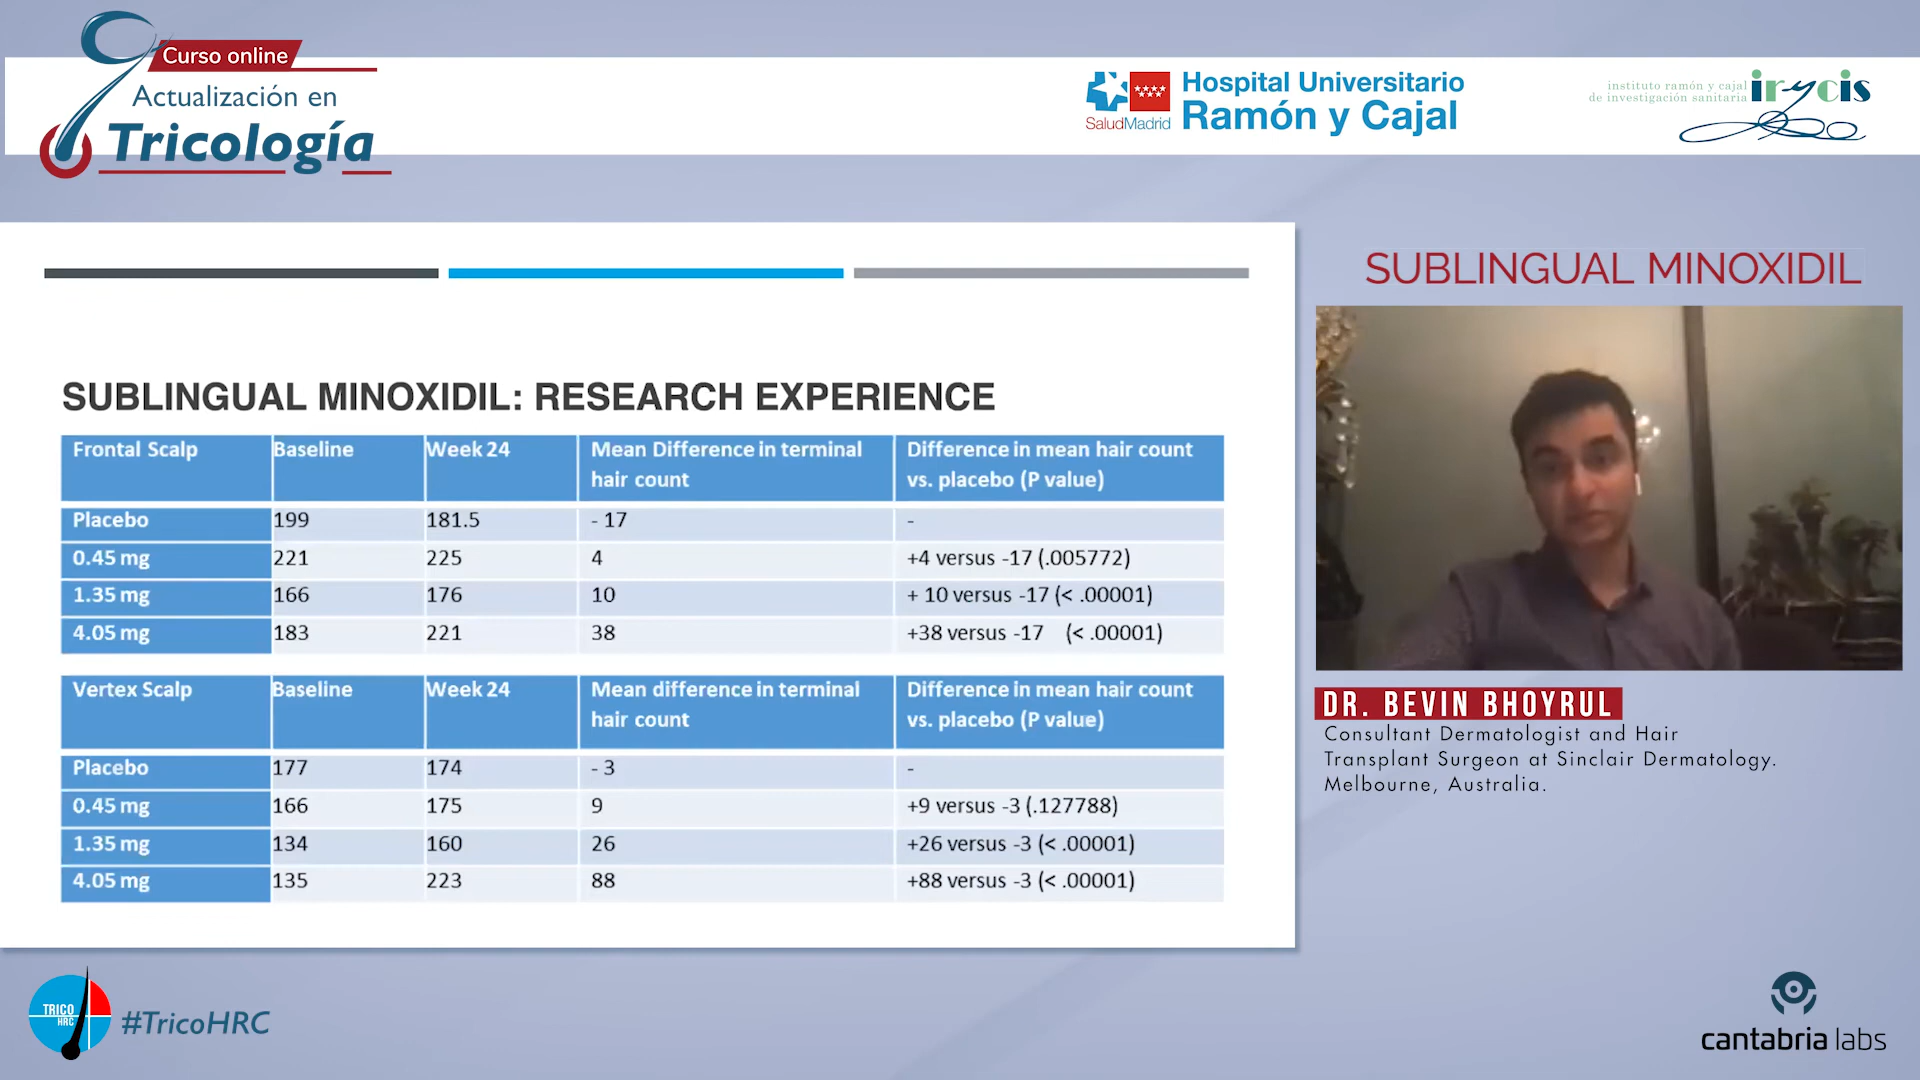 Curso online
Actualización en
Tricología
SaludMadrid
Hospital Universitario
Ramón y Cajal
instituto ramón y cajal
de investigación sanitaria
irycis
SUBLINGUAL MINOXIDIL: RESEARCH EXPERIENCE
Frontal Scalp Baseline Week 24 Mean Difference in terminal hair count Difference in mean hair count vs. placebo (P value)
Placebo 199 181.5 - 17 -
0.45 mg 221 225 4 +4 versus -17 (.005772)
1.35 mg 166 176 10 + 10 versus -17 (< .00001)
4.05 mg 183 221 38 +38 versus -17 (< .00001)
Vertex Scalp Baseline Week 24 Mean difference in terminal hair count Difference in mean hair count vs. placebo (P value)
Placebo 177 174 - 3 -
0.45 mg 166 175 9 +9 versus -3 (.127788)
1.35 mg 134 160 26 +26 versus -3 (< .00001)
4.05 mg 135 223 88 +88 versus -3 (< .00001)
SUBLINGUAL MINOXIDIL
DR. BEVIN BHOYRUL
Consultant Dermatologist and Hair
Transplant Surgeon at Sinclair Dermatology.
Melbourne, Australia.
TRICO
HRC
#TricoHRC
cantabria labs